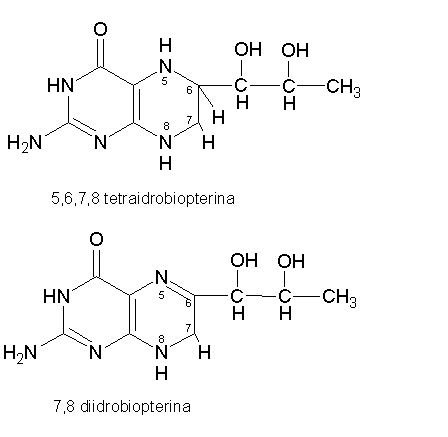 O
H
N
5
OH OH
HN
6
C
C
CH3
H
H
H
7
H
H2N
N
8
N
H
5,6,7,8 tetraidrobiopterina
O
OH OH
N
5
HN
6
C
C
CH3
H
H
7
H
H2N
N
8
N
H
7,8 diidrobiopterina